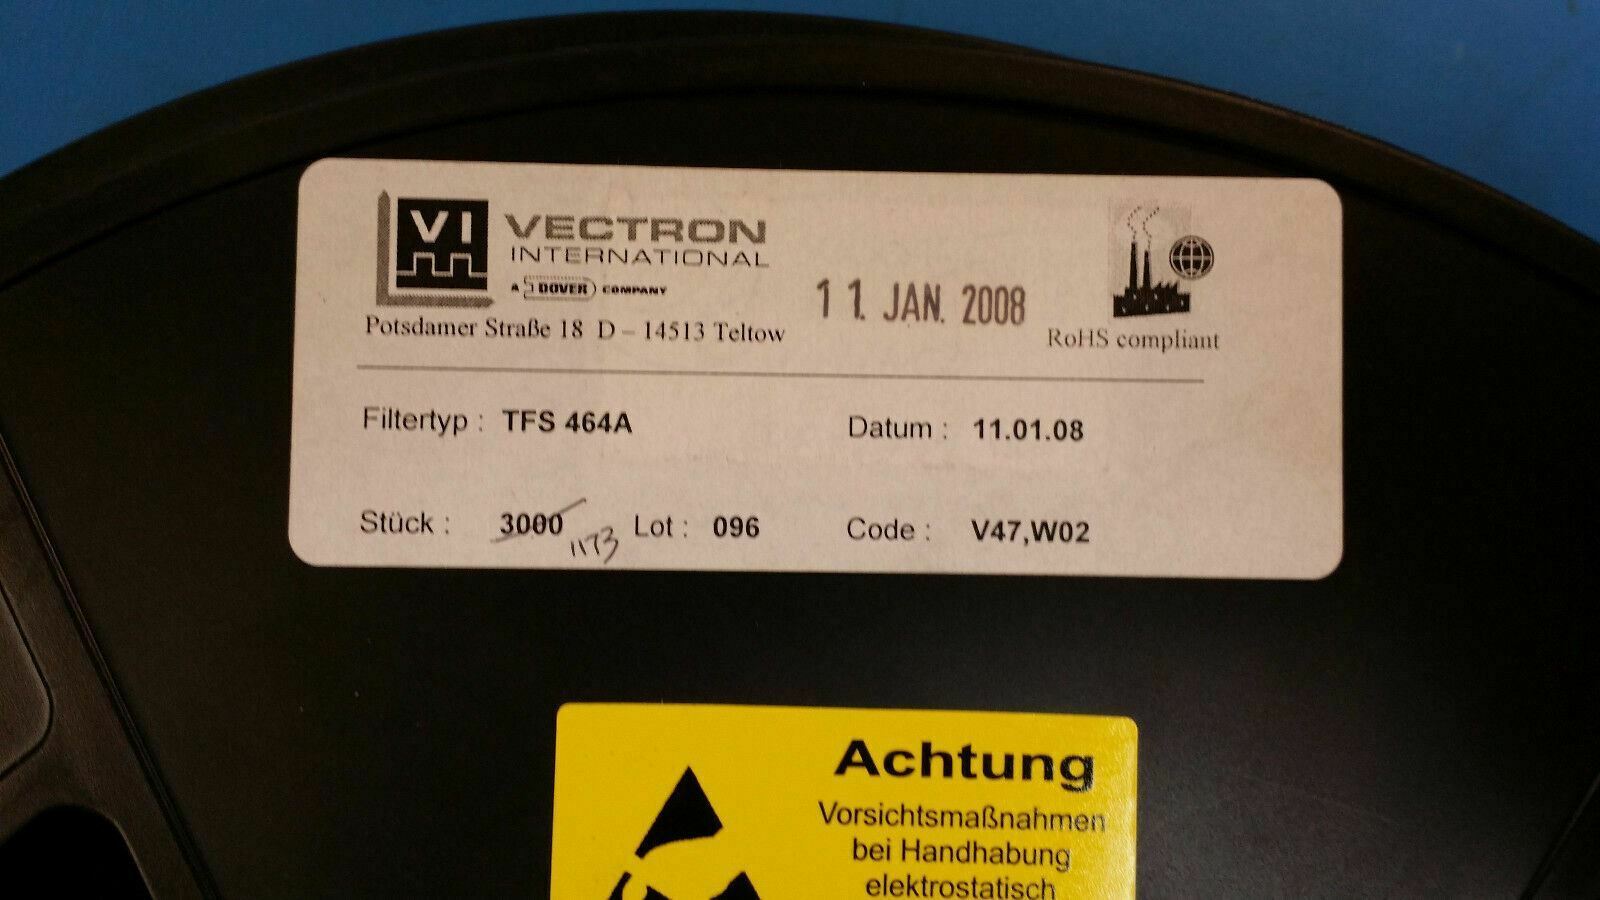 VI
VECTRON
INTERNATIONAL
A DOVER COMPANY
Potsdamer Straße 18 D – 14513 Teltow
11. JAN. 2008
RoHS compliant
Filtertyp : TFS 464A
Datum : 11.01.08
Stück : 3000 1173 Lot : 096 Code : V47,W02
Achtung
Vorsichtsmaßnahmen
bei Handhabung
elektrostatisch